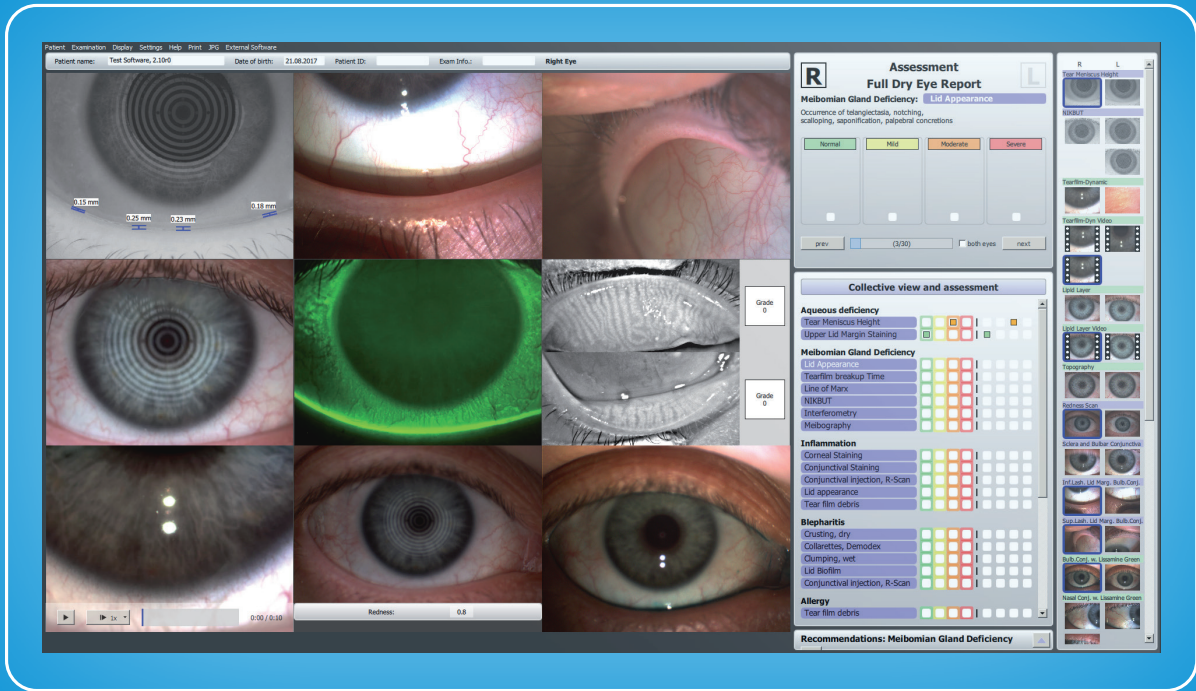 Patient Examination Display Settings Help Print JPG External Software
Patient name: Test Software, 2.10r0 Date of birth: 21.08.2017 Patient ID: Exam Info.: Right Eye
0.15 mm
0.25 mm
0.23 mm
0.18 mm
Grade
0
Grade
0
1x
0:00 / 0:10
Redness: 0.8
R
Assessment
L
Full Dry Eye Report
Meibomian Gland Deficiency: Lid Appearance
Occurrence of telangiectasia, notching,
scalloping, saponification, palpebral concretions
Normal Mild Moderate Severe
prev (3/30) both eyes next
Collective view and assessment
Aqueous deficiency
Tear Meniscus Height
Upper Lid Margin Staining
Meibomian Gland Deficiency
Lid Appearance
Tearfilm breakup Time
Line of Marx
NIKBUT
Interferometry
Meibography
Inflammation
Corneal Staining
Conjunctival Staining
Conjunctival injection, R-Scan
Lid appearance
Tear film debris
Blepharitis
Crusting, dry
Collarettes, Demodex
Clumping, wet
Lid Biofilm
Conjunctival injection, R-Scan
Allergy
Tear film debris
Recommendations: Meibomian Gland Deficiency
R L
Tear Meniscus Height
NIKBUT
Tearfilm-Dynamic
Tearfilm-Dyn Video
Lipid Layer
Lipid Layer Video
Topography
Redness Scan
Sclera and Bulbar Conjunctiva
Inf.Lash. Lid Marg. Bulb.Conj.
Sup.Lash. Lid Marg. Bulb.Conj.
Bulb.Conj. w. Lissamine Green
Nasal Conj. w. Lissamine Green